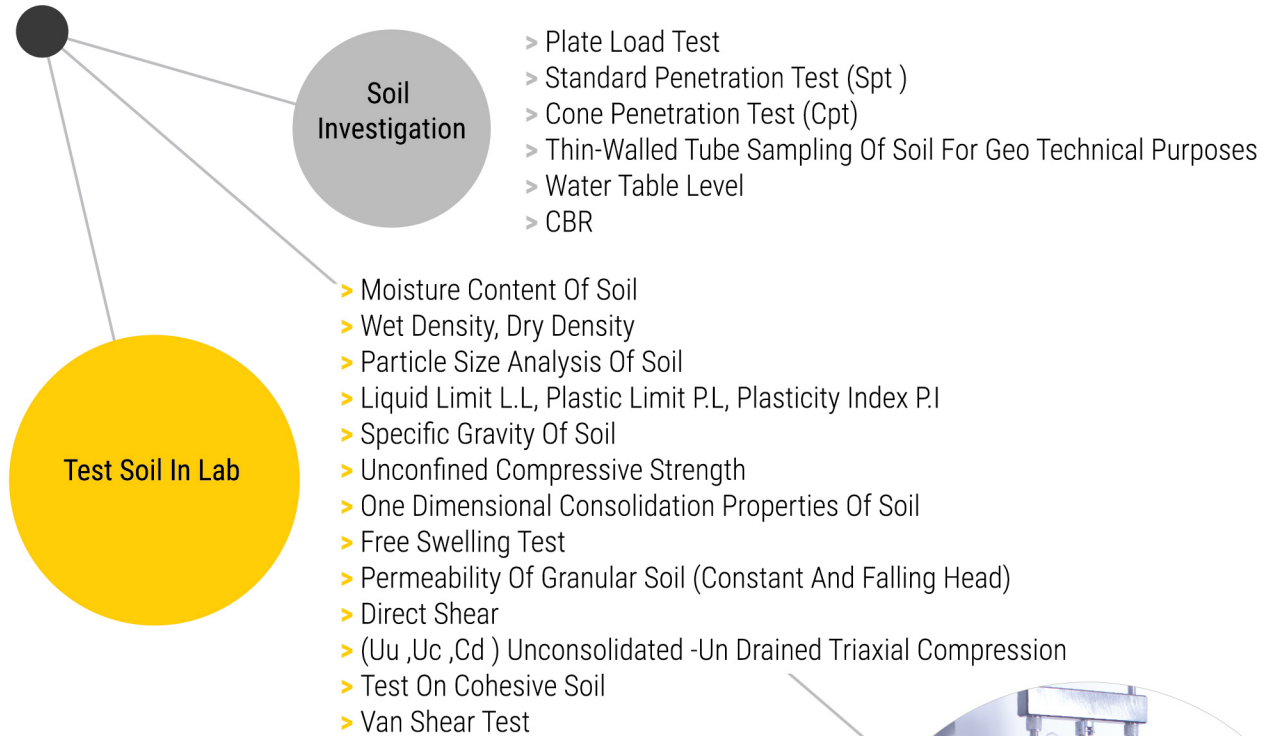 Soil
Investigation
> Plate Load Test
> Standard Penetration Test (Spt )
> Cone Penetration Test (Cpt)
> Thin-Walled Tube Sampling Of Soil For Geo Technical Purposes
> Water Table Level
> CBR
Test Soil In Lab
> Moisture Content Of Soil
> Wet Density, Dry Density
> Particle Size Analysis Of Soil
> Liquid Limit L.L, Plastic Limit P.L, Plasticity Index P.I
> Specific Gravity Of Soil
> Unconfined Compressive Strength
> One Dimensional Consolidation Properties Of Soil
> Free Swelling Test
> Permeability Of Granular Soil (Constant And Falling Head)
> Direct Shear
> (Uu ,Uc ,Cd ) Unconsolidated -Un Drained Triaxial Compression
> Test On Cohesive Soil
> Van Shear Test